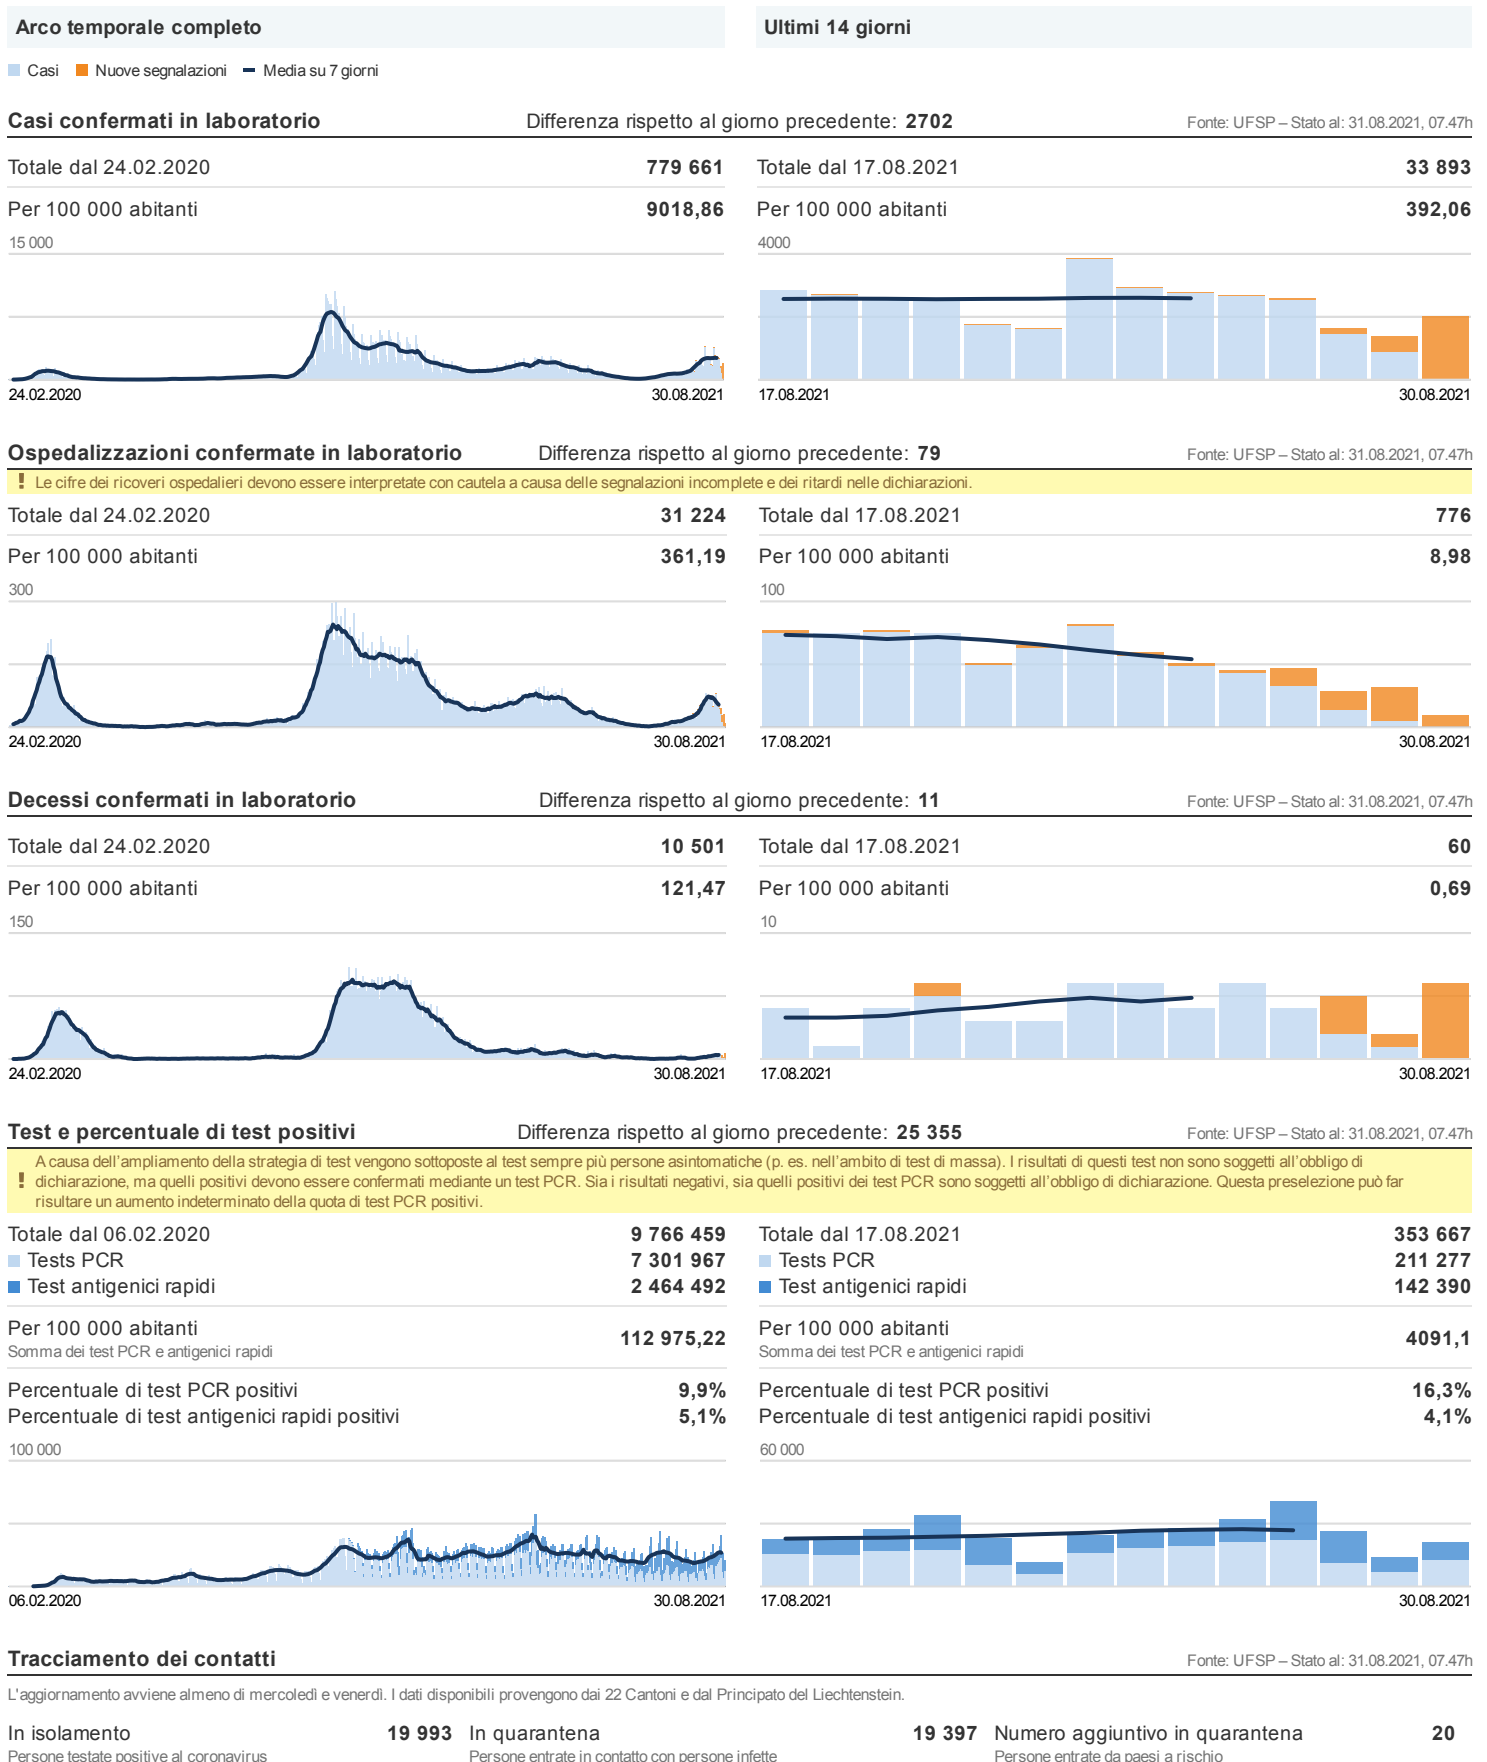 Arco temporale completo
Ultimi 14 giorni
Casi Nuove segnalazioni Media su 7 giorni
Casi confermati in laboratorio Differenza rispetto al giorno precedente: 2702 Fonte: UFSP – Stato al: 31.08.2021, 07.47h
Totale dal 24.02.2020 779 661
Per 100 000 abitanti 9018,86
15 000
24.02.2020 30.08.2021
Totale dal 17.08.2021 33 893
Per 100 000 abitanti 392,06
4000
17.08.2021 30.08.2021
Ospedalizzazioni confermate in laboratorio Differenza rispetto al giorno precedente: 79 Fonte: UFSP – Stato al: 31.08.2021, 07.47h
! Le cifre dei ricoveri ospedalieri devono essere interpretate con cautela a causa delle segnalazioni incomplete e dei ritardi nelle dichiarazioni.
Totale dal 24.02.2020 31 224
Per 100 000 abitanti 361,19
300
24.02.2020 30.08.2021
Totale dal 17.08.2021 776
Per 100 000 abitanti 8,98
100
17.08.2021 30.08.2021
Decessi confermati in laboratorio Differenza rispetto al giorno precedente: 11 Fonte: UFSP – Stato al: 31.08.2021, 07.47h
Totale dal 24.02.2020 10 501
Per 100 000 abitanti 121,47
150
24.02.2020 30.08.2021
Totale dal 17.08.2021 60
Per 100 000 abitanti 0,69
10
17.08.2021 30.08.2021
Test e percentuale di test positivi Differenza rispetto al giorno precedente: 25 355 Fonte: UFSP – Stato al: 31.08.2021, 07.47h
A causa dell'ampliamento della strategia di test vengono sottoposte al test sempre più persone asintomatiche (p. es. nell'ambito di test di massa). I risultati di questi test non sono soggetti all'obbligo di
! dichiarazione, ma quelli positivi devono essere confermati mediante un test PCR. Sia i risultati negativi, sia quelli positivi dei test PCR sono soggetti all'obbligo di dichiarazione. Questa preselezione può far
risultare un aumento indeterminato della quota di test PCR positivi.
Totale dal 06.02.2020 9 766 459
Tests PCR 7 301 967
Test antigenici rapidi 2 464 492
Per 100 000 abitanti 112 975,22
Somma dei test PCR e antigenici rapidi
Percentuale di test PCR positivi 9,9%
Percentuale di test antigenici rapidi positivi 5,1%
100 000
06.02.2020 30.08.2021
Totale dal 17.08.2021 353 667
Tests PCR 211 277
Test antigenici rapidi 142 390
Per 100 000 abitanti 4091,1
Somma dei test PCR e antigenici rapidi
Percentuale di test PCR positivi 16,3%
Percentuale di test antigenici rapidi positivi 4,1%
60 000
17.08.2021 30.08.2021
Tracciamento dei contatti Fonte: UFSP – Stato al: 31.08.2021, 07.47h
L'aggiornamento avviene almeno di mercoledì e venerdì. I dati disponibili provengono dai 22 Cantoni e dal Principato del Liechtenstein.
In isolamento 19 993 In quarantena 19 397 Numero aggiuntivo in quarantena 20
Persone testate positive al coronavirus Persone entrate in contatto con persone infette Persone entrate da paesi a rischio